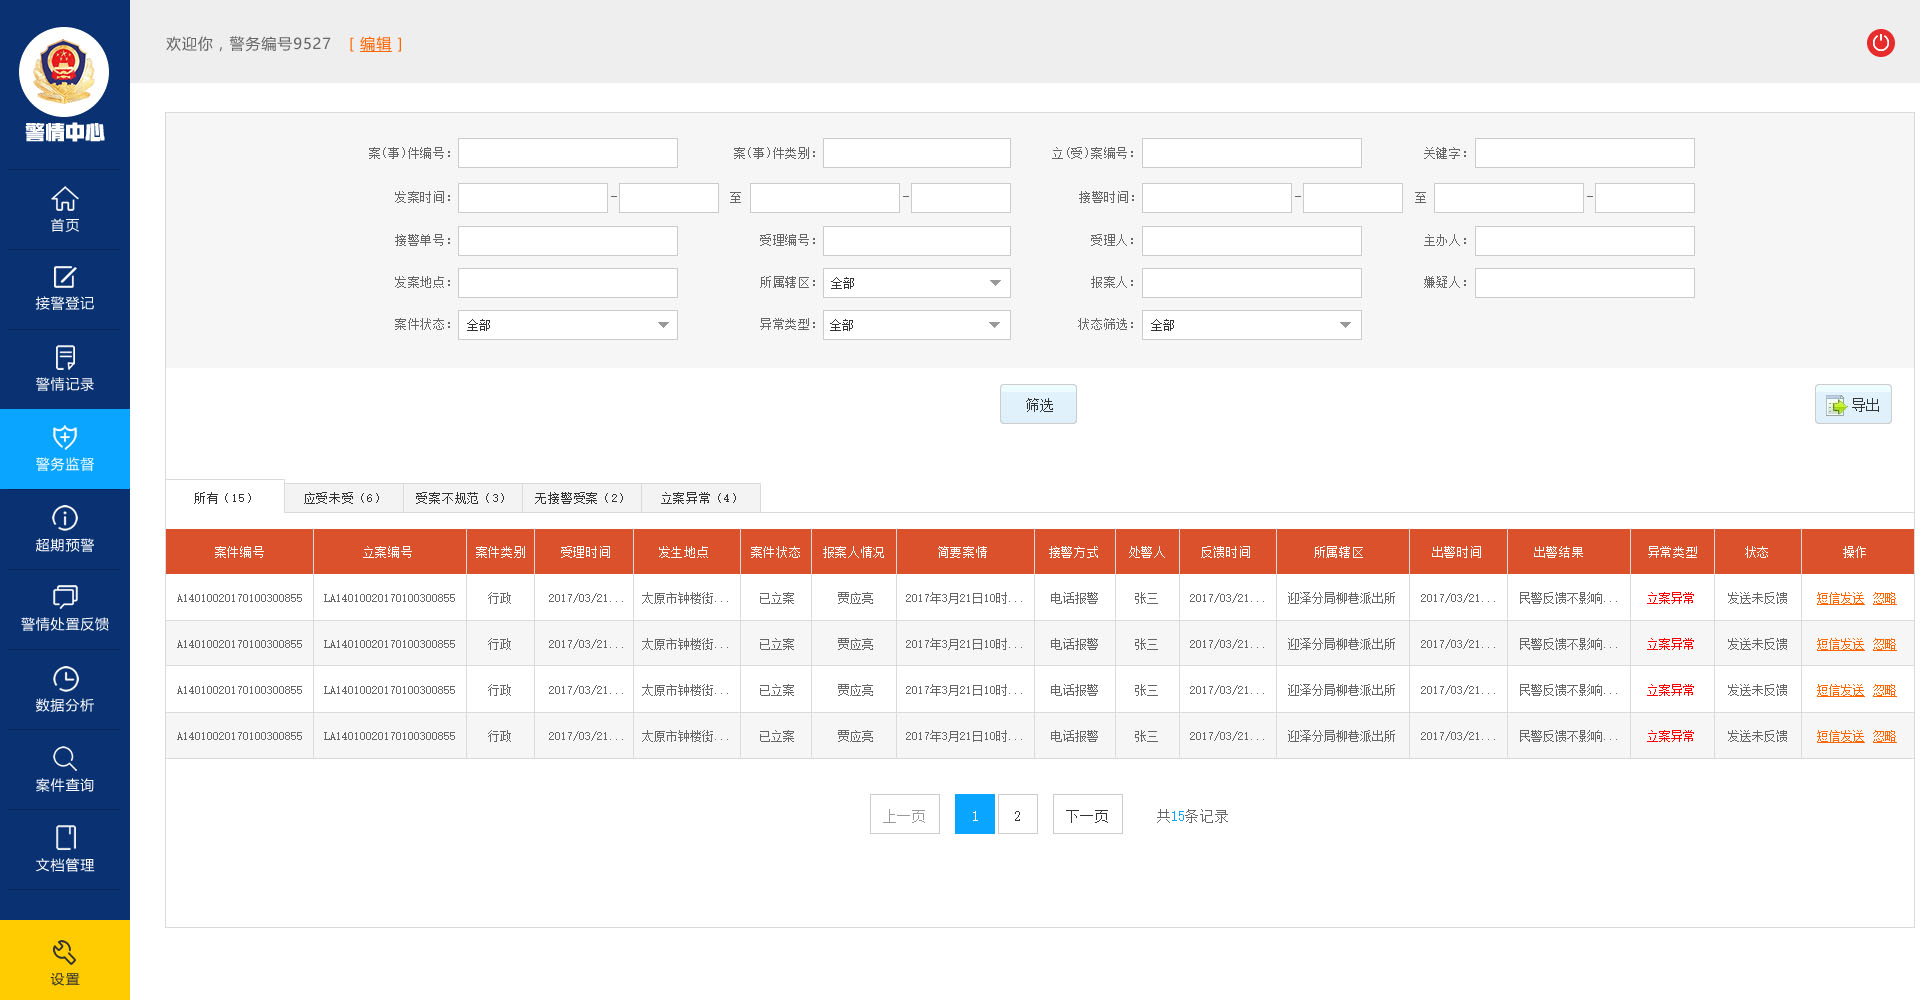 欢迎你，警务编号9527 [ 编辑 ]
警情中心
首页
接警登记
警情记录
警务监督
超期预警
警情处置反馈
数据分析
案件查询
文档管理
设置
案(事)件编号： 案(事)件类别： 立(受)案编号： 关键字：
发案时间： - 至 - 接警时间： - 至 -
接警单号： 受理编号： 受理人： 主办人：
发案地点： 所属辖区： 全部 报案人： 嫌疑人：
案件状态： 全部 异常类型： 全部 状态筛选： 全部
筛选 导出
所有（15） 应受未受（6） 受案不规范（3） 无接警受案（2） 立案异常（4）
案件编号 立案编号 案件类别 受理时间 发生地点 案件状态 报案人情况 简要案情 接警方式 处警人 反馈时间 所属辖区 出警时间 出警结果 异常类型 状态 操作
A14010020170100300855 LA14010020170100300855 行政 2017/03/21... 太原市钟楼街... 已立案 贾应亮 2017年3月21日10时... 电话报警 张三 2017/03/21... 迎泽分局柳巷派出所 2017/03/21... 民警反馈不影响... 立案异常 发送未反馈 短信发送 忽略
A14010020170100300855 LA14010020170100300855 行政 2017/03/21... 太原市钟楼街... 已立案 贾应亮 2017年3月21日10时... 电话报警 张三 2017/03/21... 迎泽分局柳巷派出所 2017/03/21... 民警反馈不影响... 立案异常 发送未反馈 短信发送 忽略
A14010020170100300855 LA14010020170100300855 行政 2017/03/21... 太原市钟楼街... 已立案 贾应亮 2017年3月21日10时... 电话报警 张三 2017/03/21... 迎泽分局柳巷派出所 2017/03/21... 民警反馈不影响... 立案异常 发送未反馈 短信发送 忽略
A14010020170100300855 LA14010020170100300855 行政 2017/03/21... 太原市钟楼街... 已立案 贾应亮 2017年3月21日10时... 电话报警 张三 2017/03/21... 迎泽分局柳巷派出所 2017/03/21... 民警反馈不影响... 立案异常 发送未反馈 短信发送 忽略
上一页 1 2 下一页 共15条记录